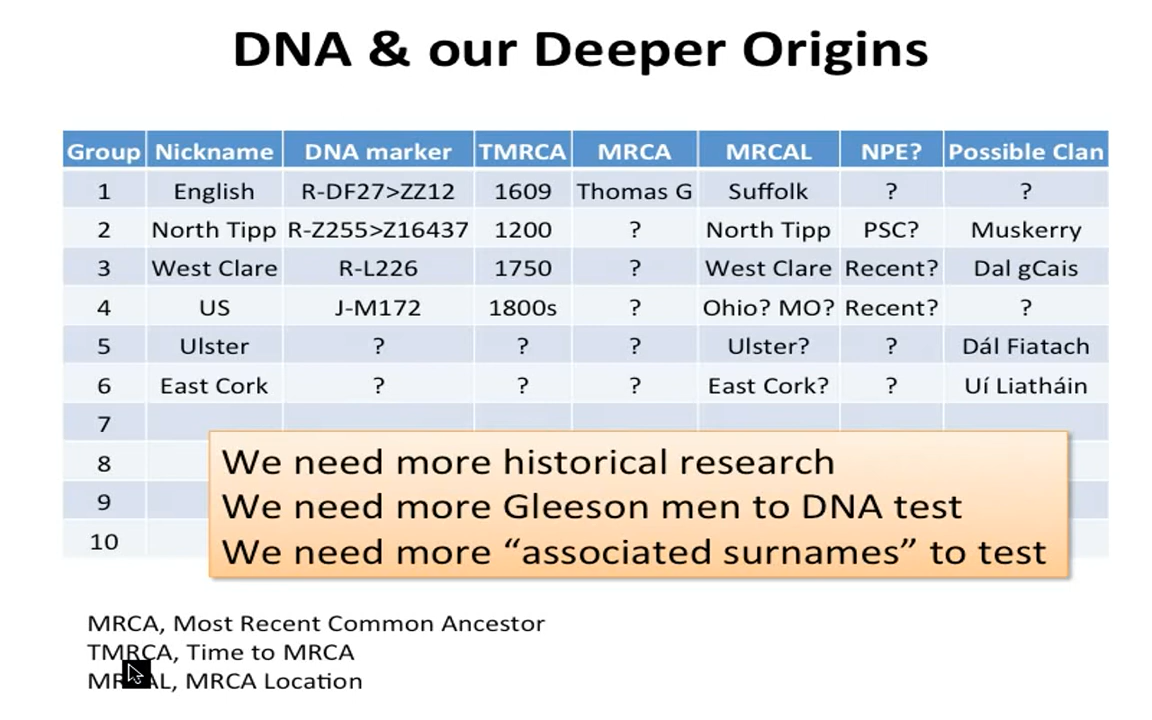 DNA & our Deeper Origins
Group Nickname DNA marker TMRCA MRCA MRCAL NPE? Possible Clan
1 English R-DF27>ZZ12 1609 Thomas G Suffolk ? ?
2 North Tipp R-Z255>Z16437 1200 ? North Tipp PSC? Muskerry
3 West Clare R-L226 1750 ? West Clare Recent? Dal gCais
4 US J-M172 1800s ? Ohio? MO? Recent? ?
5 Ulster ? ? ? Ulster? ? Dál Fiatach
6 East Cork ? ? ? East Cork? ? Uí Liatháin
7
8
9
10
We need more historical research
We need more Gleeson men to DNA test
We need more “associated surnames” to test
MRCA, Most Recent Common Ancestor
TMRCA, Time to MRCA
MRCAL, MRCA Location